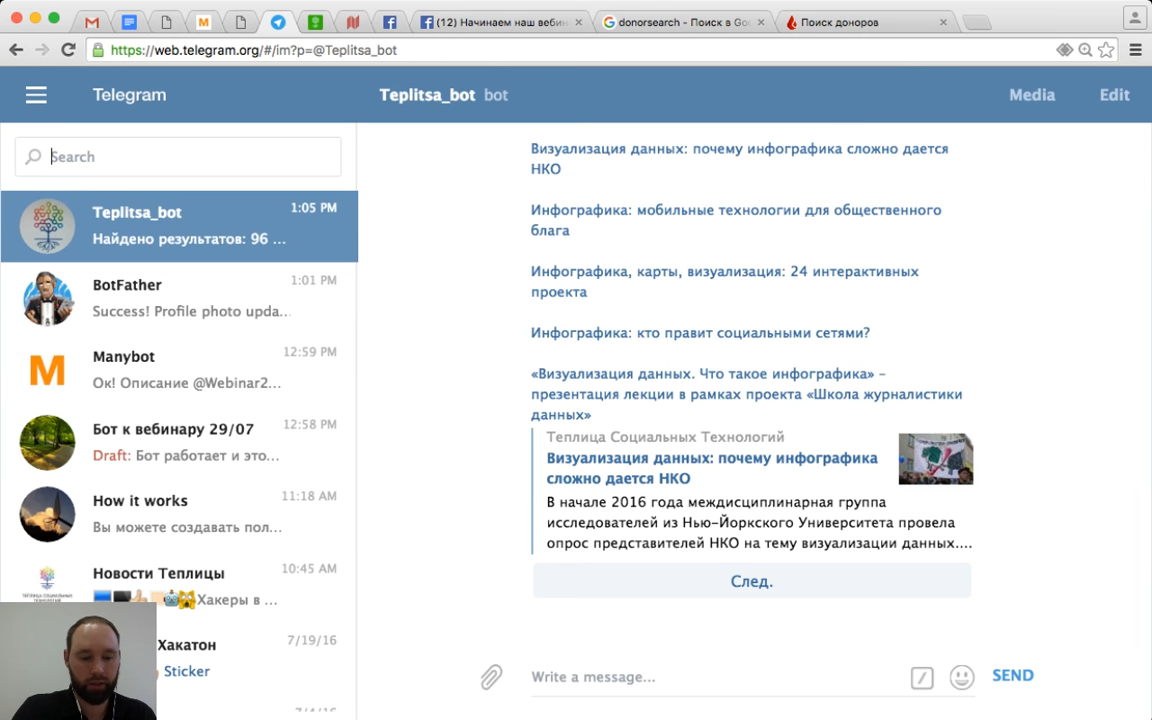 (12) Начинаем наш веби
donorsearch - Поиск в Goo
Поиск доноров
https://web.telegram.org/#/im?p=@Teplitsa_bot
Telegram
Teplitsa_bot bot
Media
Edit
Search
Teplitsa_bot
1:05 PM
Найдено результатов: 96 ...
BotFather
1:01 PM
Success! Profile photo upda...
Manybot
12:59 PM
Ок! Описание @Webinar2...
Бот к вебинару 29/07
12:58 PM
Draft: Бот работает и это...
How it works
11:18 AM
Вы можете создавать пол...
Новости Теплицы
10:45 AM
Хакеры в ...
Хакатон
7/19/16
Sticker
Визуализация данных: почему инфографика сложно дается
НКО
Инфографика: мобильные технологии для общественного
блага
Инфографика, карты, визуализация: 24 интерактивных
проекта
Инфографика: кто правит социальными сетями?
«Визуализация данных. Что такое инфографика» –
презентация лекции в рамках проекта «Школа журналистики
данных»
Теплица Социальных Технологий
Визуализация данных: почему инфографика
сложно дается НКО
В начале 2016 года междисциплинарная группа
исследователей из Нью-Йоркского Университета провела
опрос представителей НКО на тему визуализации данных....
След.
Write a message...
SEND